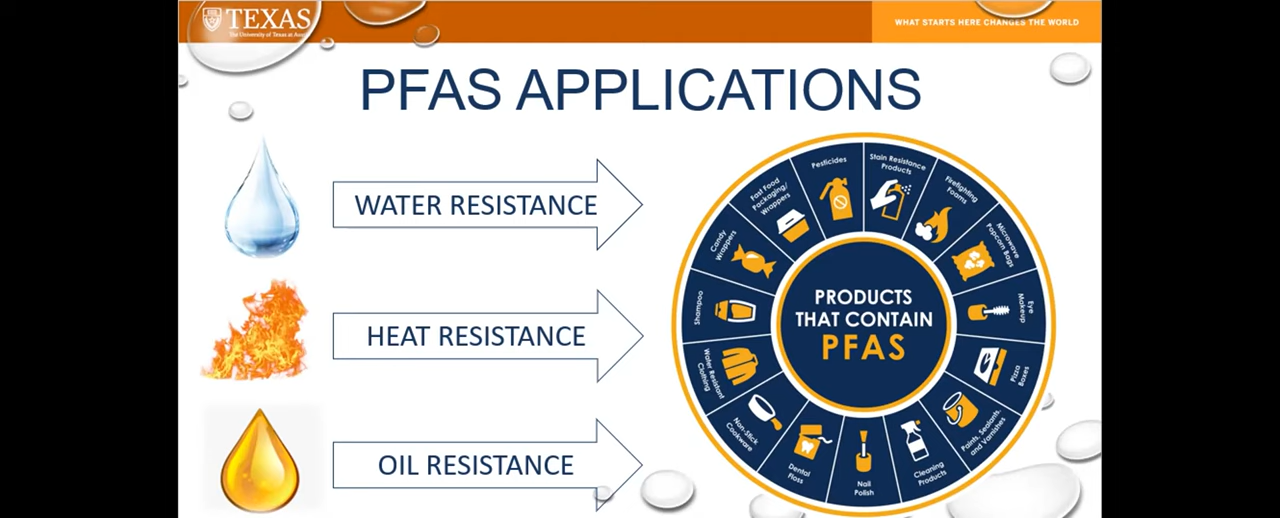 TEXAS
The University of Texas at Austin
WHAT STARTS HERE CHANGES THE WORLD
PFAS APPLICATIONS
WATER RESISTANCE
HEAT RESISTANCE
OIL RESISTANCE
PRODUCTS
THAT CONTAIN
PFAS
Pesticides
Stain Resistance
Products
Firefighting
Foams
Microwave
Popcorn Bags
Eye
Makeup
Pizza
Boxes
Paints, Sealants,
and Varnishes
Cleaning
Products
Nail
Polish
Dental
Floss
Non-Stick
Cookware
Water Resistant
Clothing
Shampoo
Candy
Wrappers
Fast Food
Packaging/
Wrappers